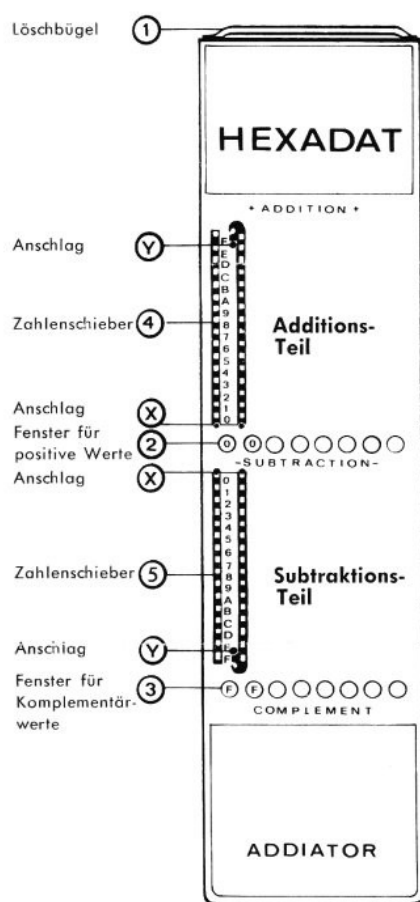 Löschbügel 1
HEXADAT
+ ADDITION +
Anschlag Y
F
E
D
C
B
A
9
Zahlenschieber 4
8
7
6
5
4
3
2
1
0
Additions-
Teil
Anschlag X
Fenster für
positive Werte 2
0 0
-SUBTRACTION-
Anschlag X
0
1
2
3
4
5
6
7
Zahlenschieber 5
8
9
A
B
C
D
E
F
Subtraktions-
Teil
Anschlag Y
Fenster für
Komplementär- 3
werte
F F
COMPLEMENT
ADDIATOR